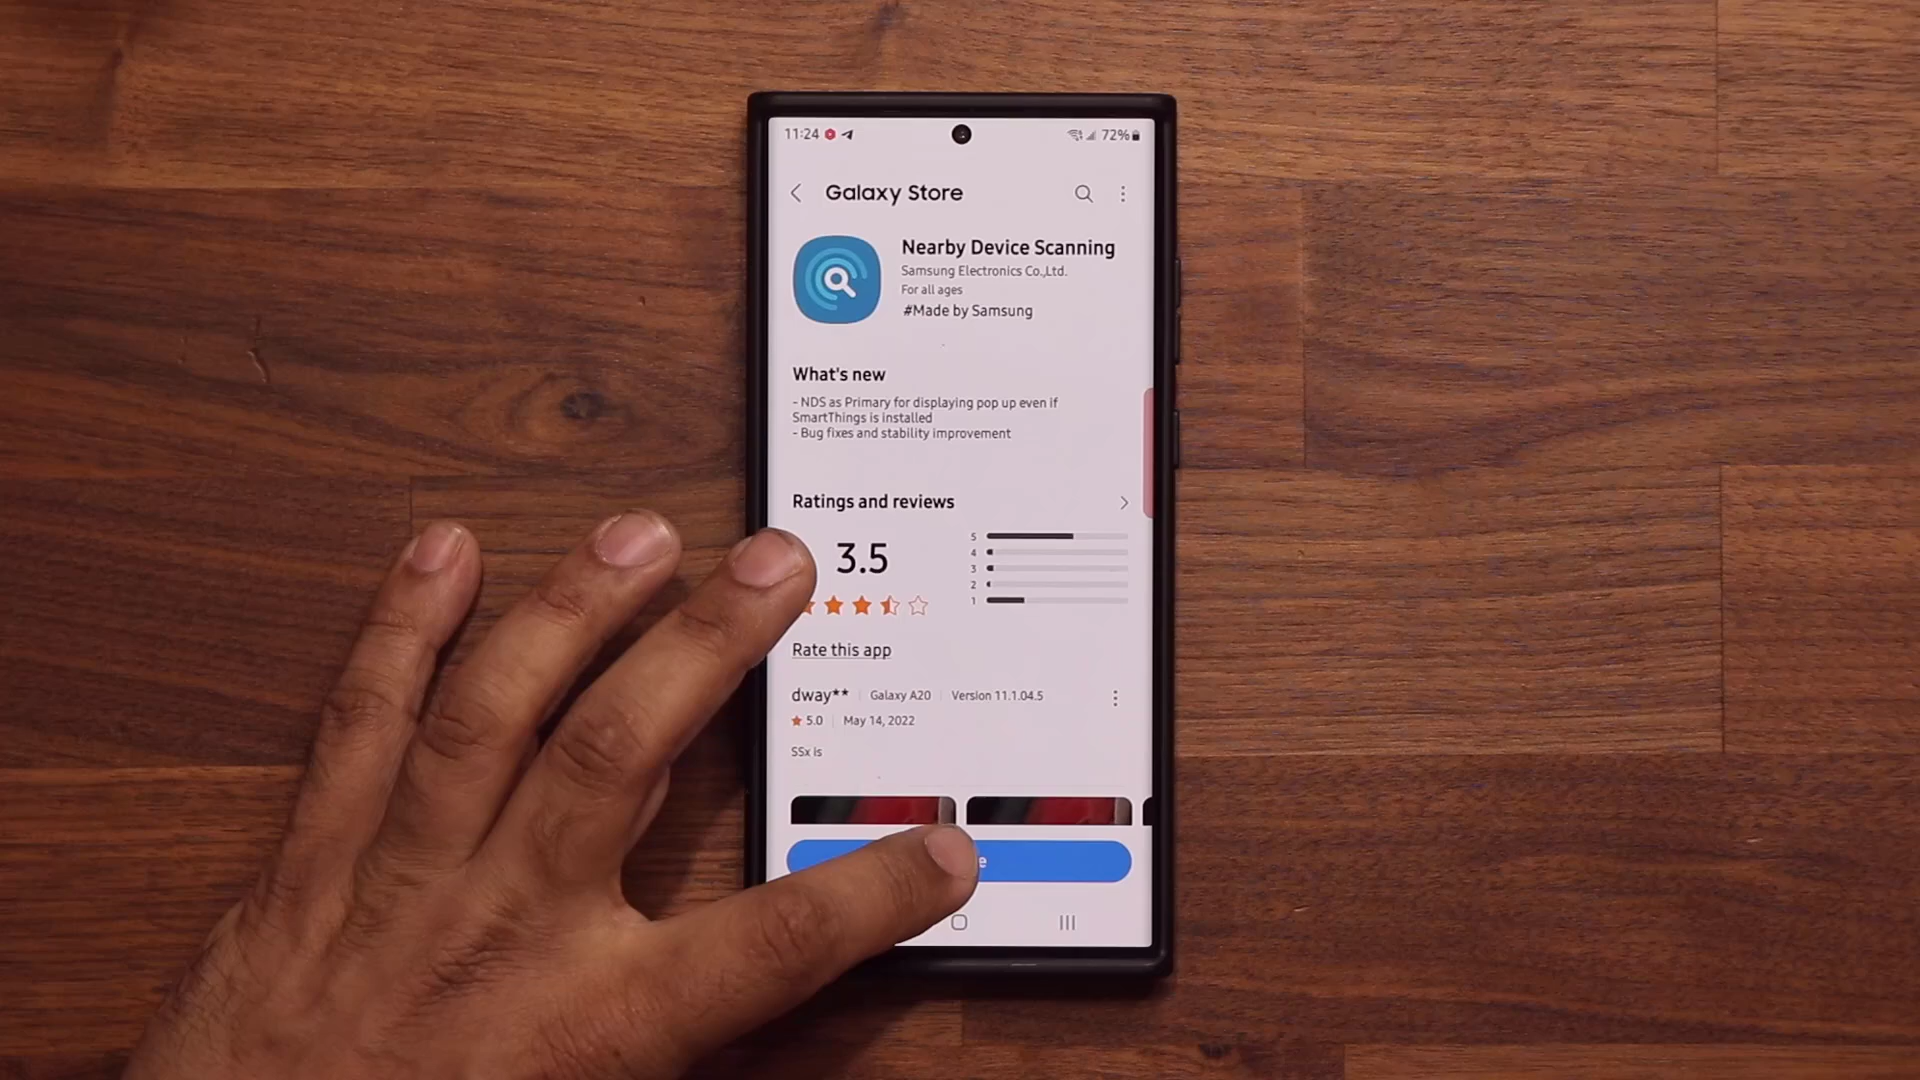 11:24
72%
Galaxy Store
Nearby Device Scanning
Samsung Electronics Co.,Ltd.
For all ages
#Made by Samsung
What's new
- NDS as Primary for displaying pop up even if
SmartThings is installed
- Bug fixes and stability improvement
Ratings and reviews
3.5
5
4
3
2
1
Rate this app
dway** Galaxy A20 Version 11.1.04.5
5.0 May 14, 2022
SSx is